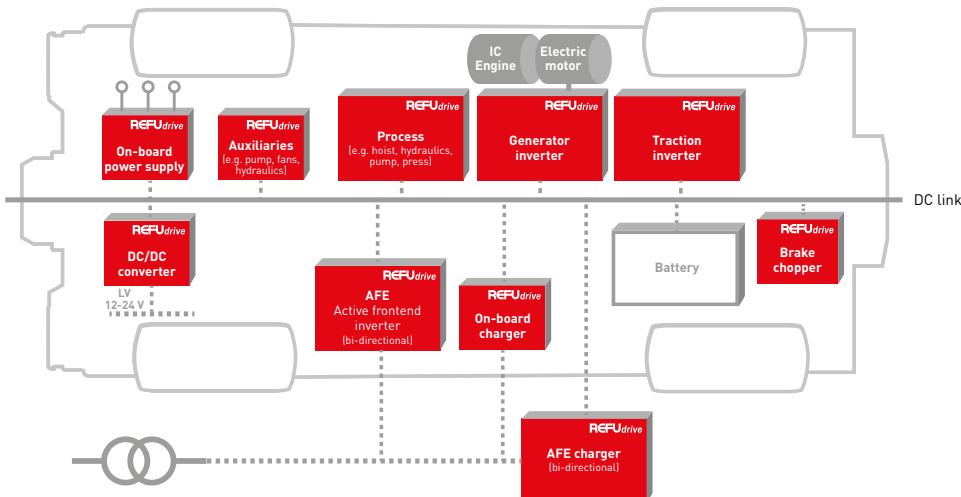 IC
Engine
Electric
motor
REFUdrive
On-board
power supply
REFUdrive
Auxiliaries
(e.g. pump, fans,
hydraulics)
REFUdrive
Process
(e.g. hoist, hydraulics,
pump, press)
REFUdrive
Generator
inverter
REFUdrive
Traction
inverter
DC link
REFUdrive
DC/DC
converter
LV
12-24 V
REFUdrive
AFE
Active frontend
inverter
(bi-directional)
REFUdrive
On-board
charger
Battery
REFUdrive
Brake
chopper
REFUdrive
AFE charger
(bi-directional)